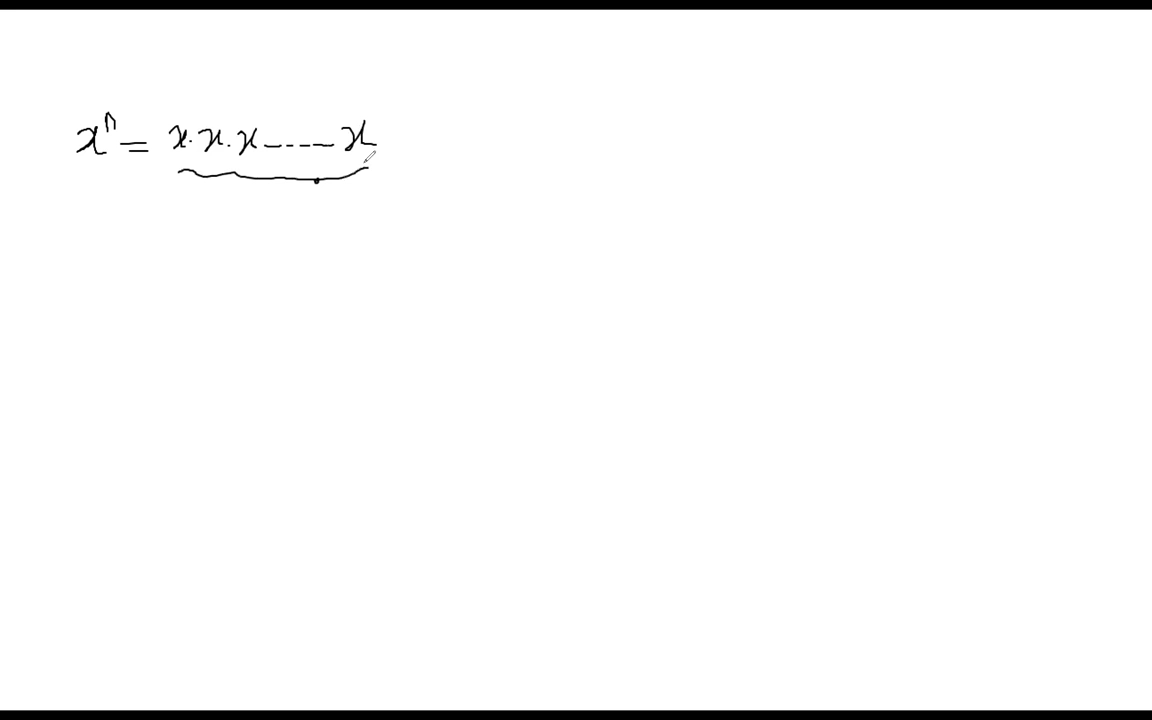 xⁿ = x.x.x-----x